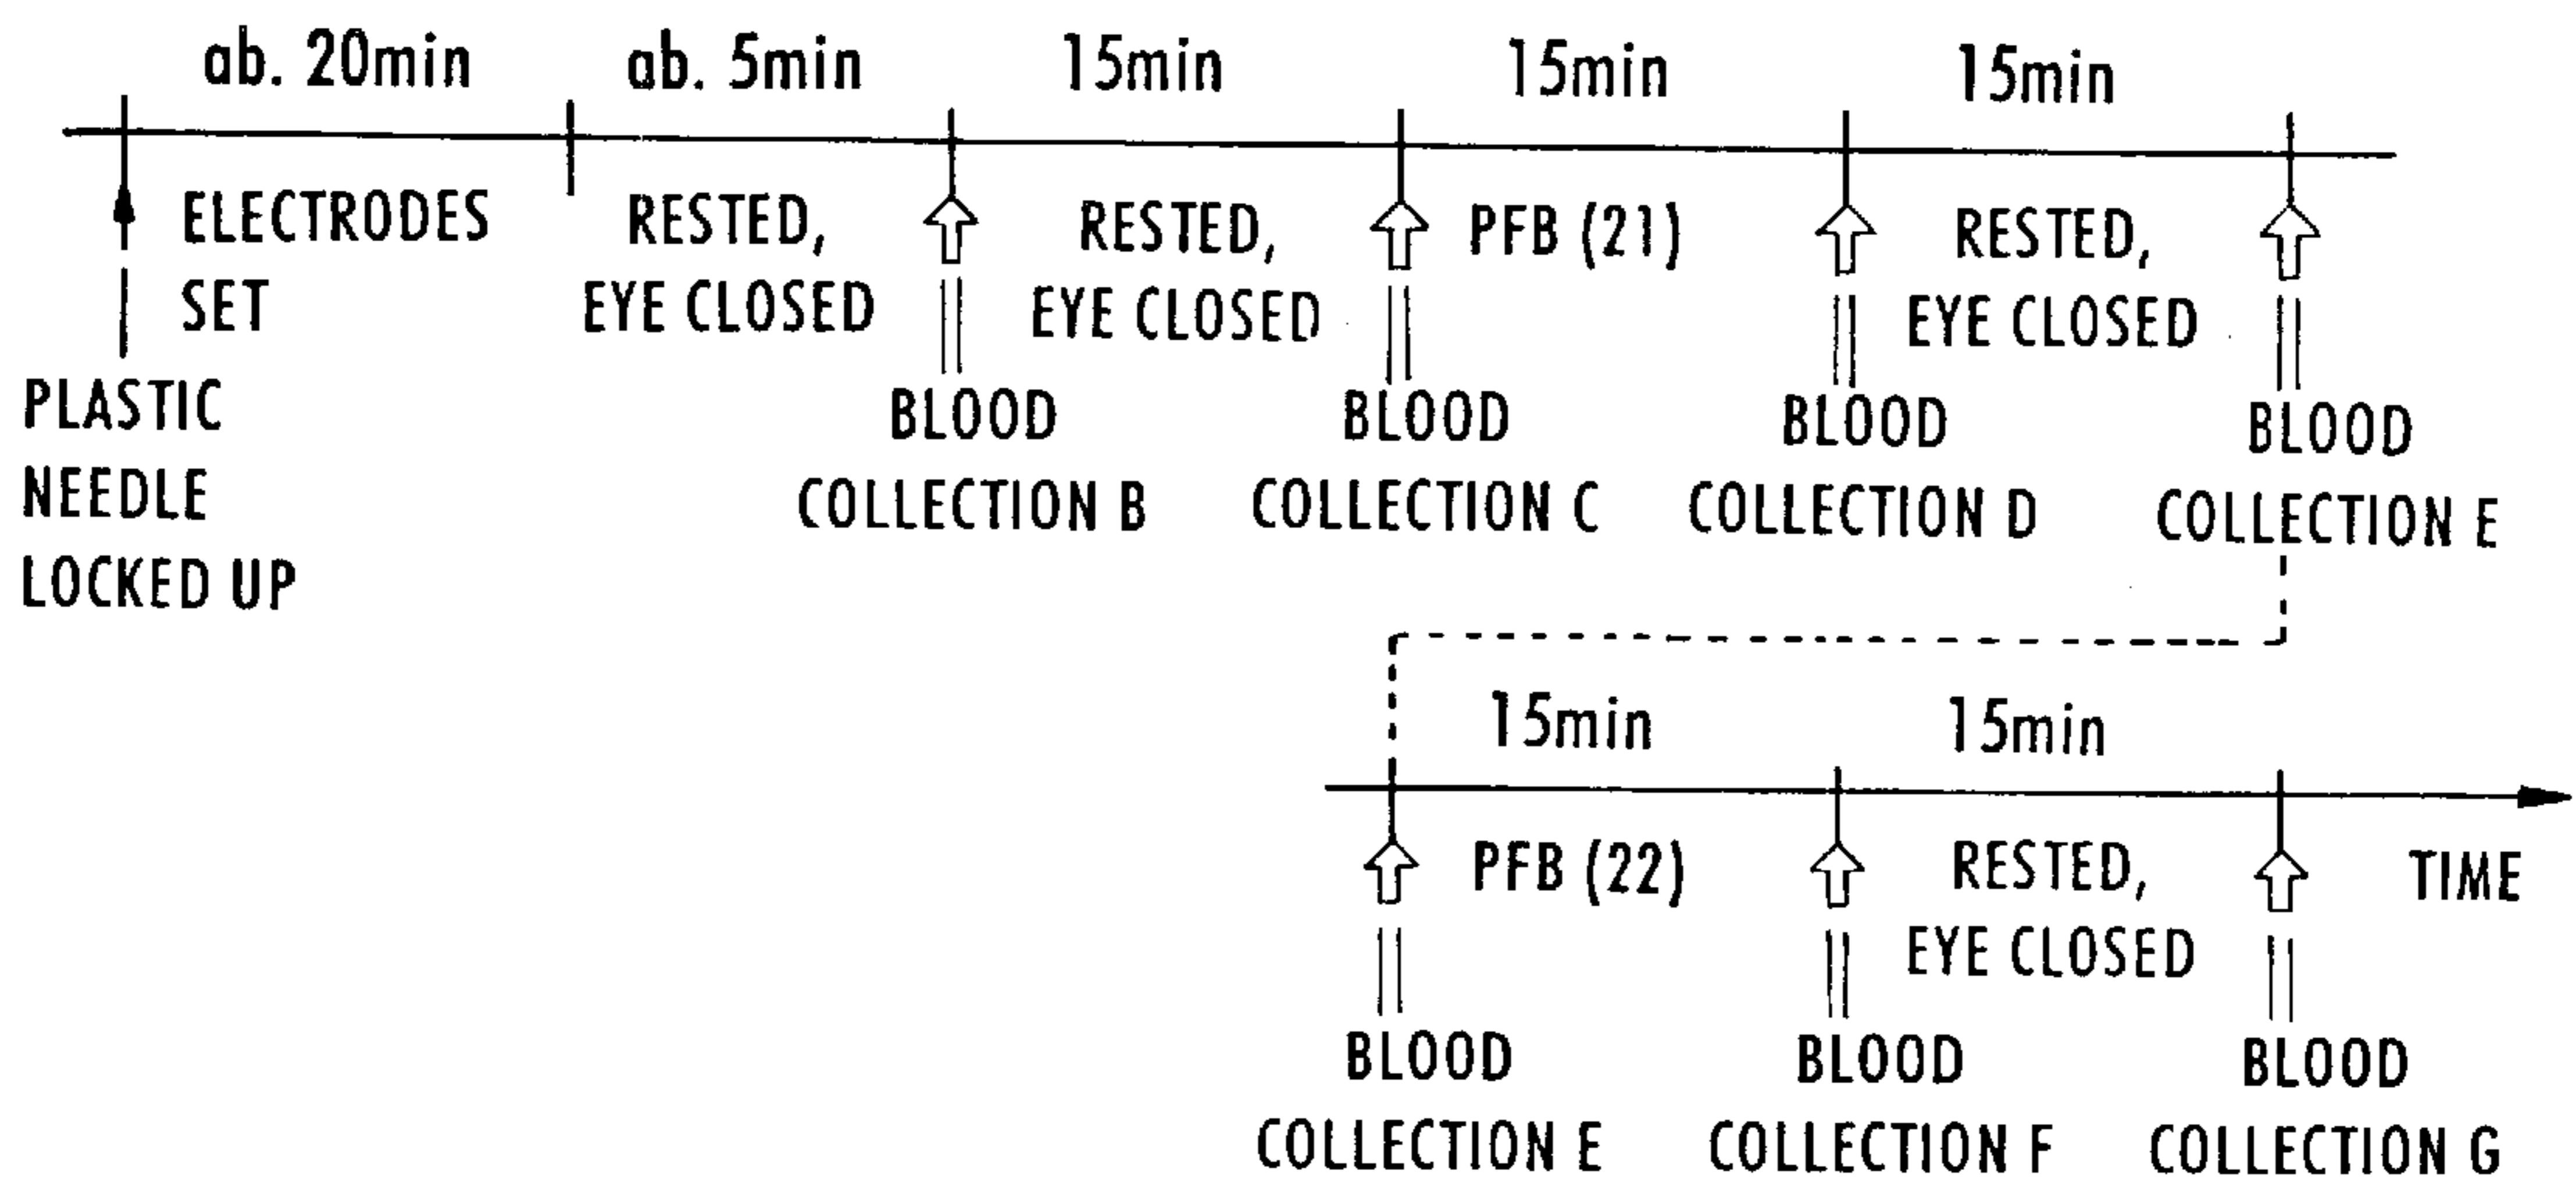 ab. 20min
ab. 5min
15min
15min
15min
ELECTRODES
SET
RESTED,
EYE CLOSED
RESTED,
EYE CLOSED
PFB (21)
RESTED,
EYE CLOSED
PLASTIC
NEEDLE
LOCKED UP
BLOOD
COLLECTION B
BLOOD
COLLECTION C
BLOOD
COLLECTION D
BLOOD
COLLECTION E
15min
15min
PFB (22)
RESTED,
EYE CLOSED
TIME
BLOOD
COLLECTION E
BLOOD
COLLECTION F
BLOOD
COLLECTION G